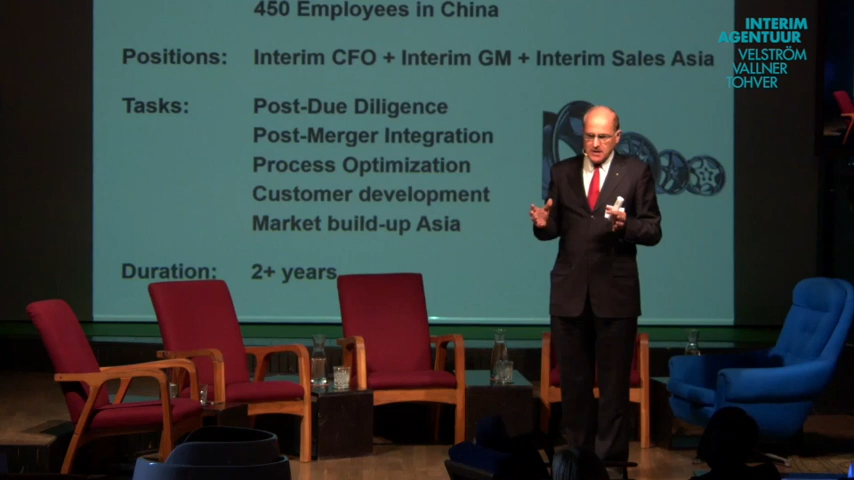 450 Employees in China
Positions: Interim CFO + Interim GM + Interim Sales Asia
Tasks: Post-Due Diligence
Post-Merger Integration
Process Optimization
Customer development
Market build-up Asia
Duration: 2+ years
INTERIM
AGENTUUR
VELSTRÖM
VALLNER
TOHVER